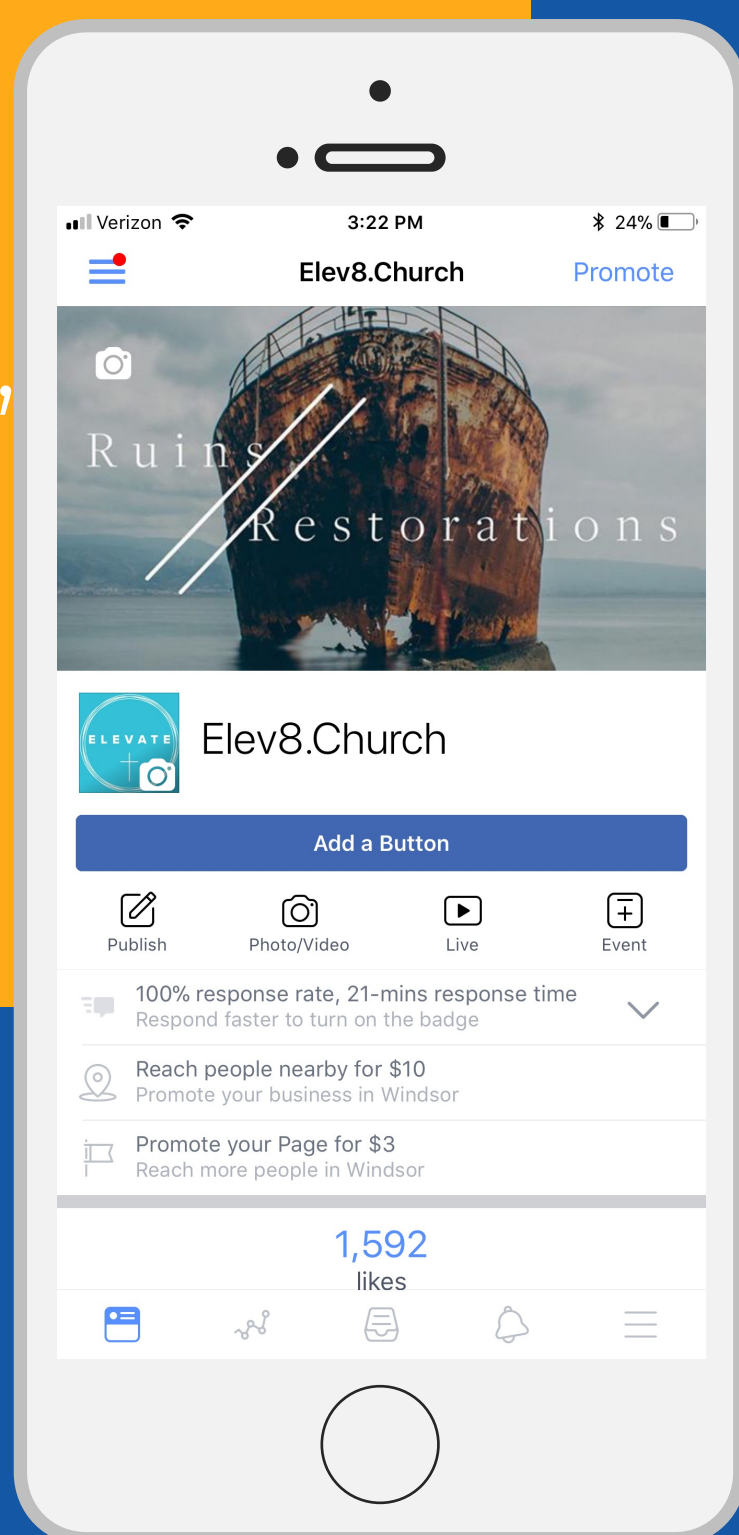 Verizon 3:22 PM 24%
Elev8.Church Promote
”
Ruins
Restorations
ELEVATE
Elev8.Church
Add a Button
Publish Photo/Video Live Event
100% response rate, 21-mins response time
Respond faster to turn on the badge
Reach people nearby for $10
Promote your business in Windsor
Promote your Page for $3
Reach more people in Windsor
1,592
likes